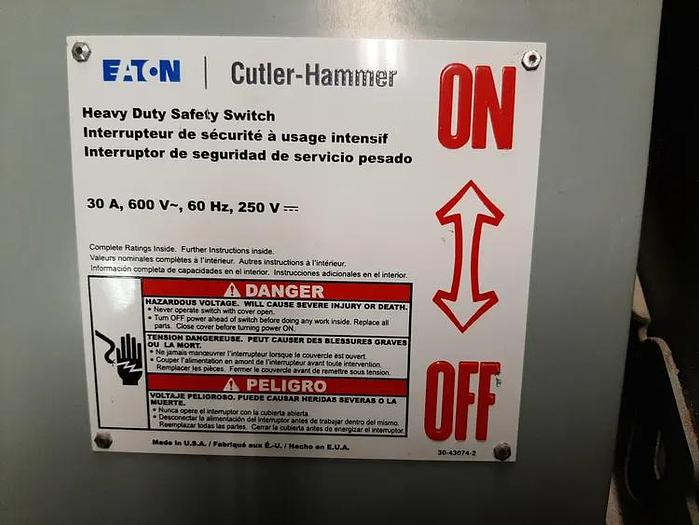 EATON | Cutler-Hammer
ON
Heavy Duty Safety Switch
Interrupteur de sécurité à usage intensif
Interruptor de seguridad de servicio pesado
30 A, 600 V~, 60 Hz, 250 V ⎓
Complete Ratings Inside. Further Instructions inside.
Valeurs nominales complètes à l'intérieur. Autres instructions à l'intérieur.
Información completa de capacidades en el interior. Instrucciones adicionales en el interior.
DANGER
HAZARDOUS VOLTAGE. WILL CAUSE SEVERE INJURY OR DEATH.
• Never operate switch with cover open.
• Turn OFF power ahead of switch before doing any work inside. Replace all
parts. Close cover before turning power ON.
TENSION DANGEREUSE. PEUT CAUSER DES BLESSURES GRAVES
OU LA MORT.
• Ne jamais manœuvrer l'interrupteur lorsque le couvercle est ouvert.
• Couper l'alimentation en amont de l'interrupteur avant toute intervention.
Remplacer les pièces. Fermer le couvercle avant de remettre sous tension.
PELIGRO
VOLTAJE PELIGROSO. PUEDE CAUSAR HERIDAS SEVERAS O LA
MUERTE.
• Nunca opere el interruptor con la cubierta abierta.
• Desconectar la alimentación del interruptor antes de trabajar dentro del mismo.
Reemplazar todas las partes. Cerrar la cubierta antes de energizar el interruptor.
OFF
Made in U.S.A. / Fabriqué aux É.-U. / Hecho en E.U.A.
30-43074-2